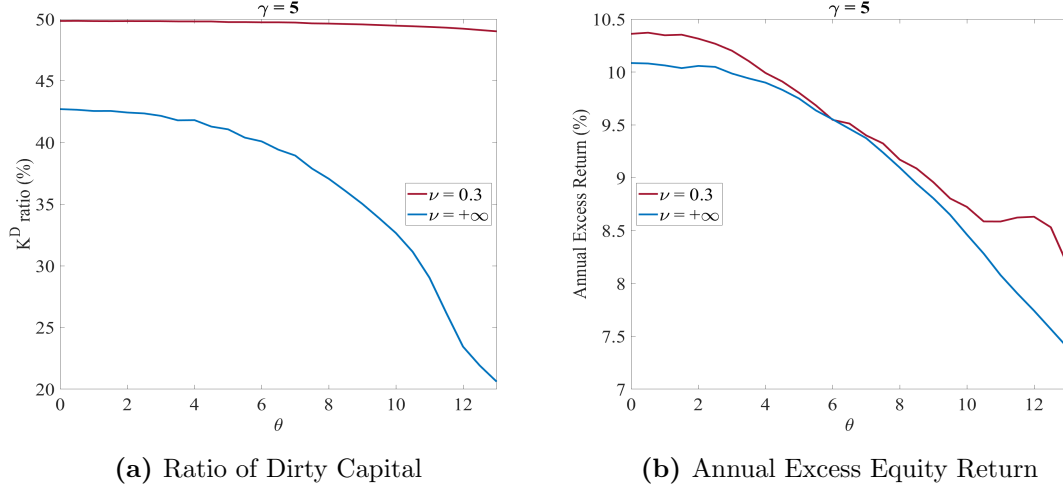 γ = 5
50
45
40
35
30
25
20
K^D ratio (%)
0 2 4 6 8 10 12
θ
ν = 0.3
ν = +∞
(a) Ratio of Dirty Capital
γ = 5
10.5
10
9.5
9
8.5
8
7.5
7
Annual Excess Return (%)
0 2 4 6 8 10 12
θ
ν = 0.3
ν = +∞
(b) Annual Excess Equity Return